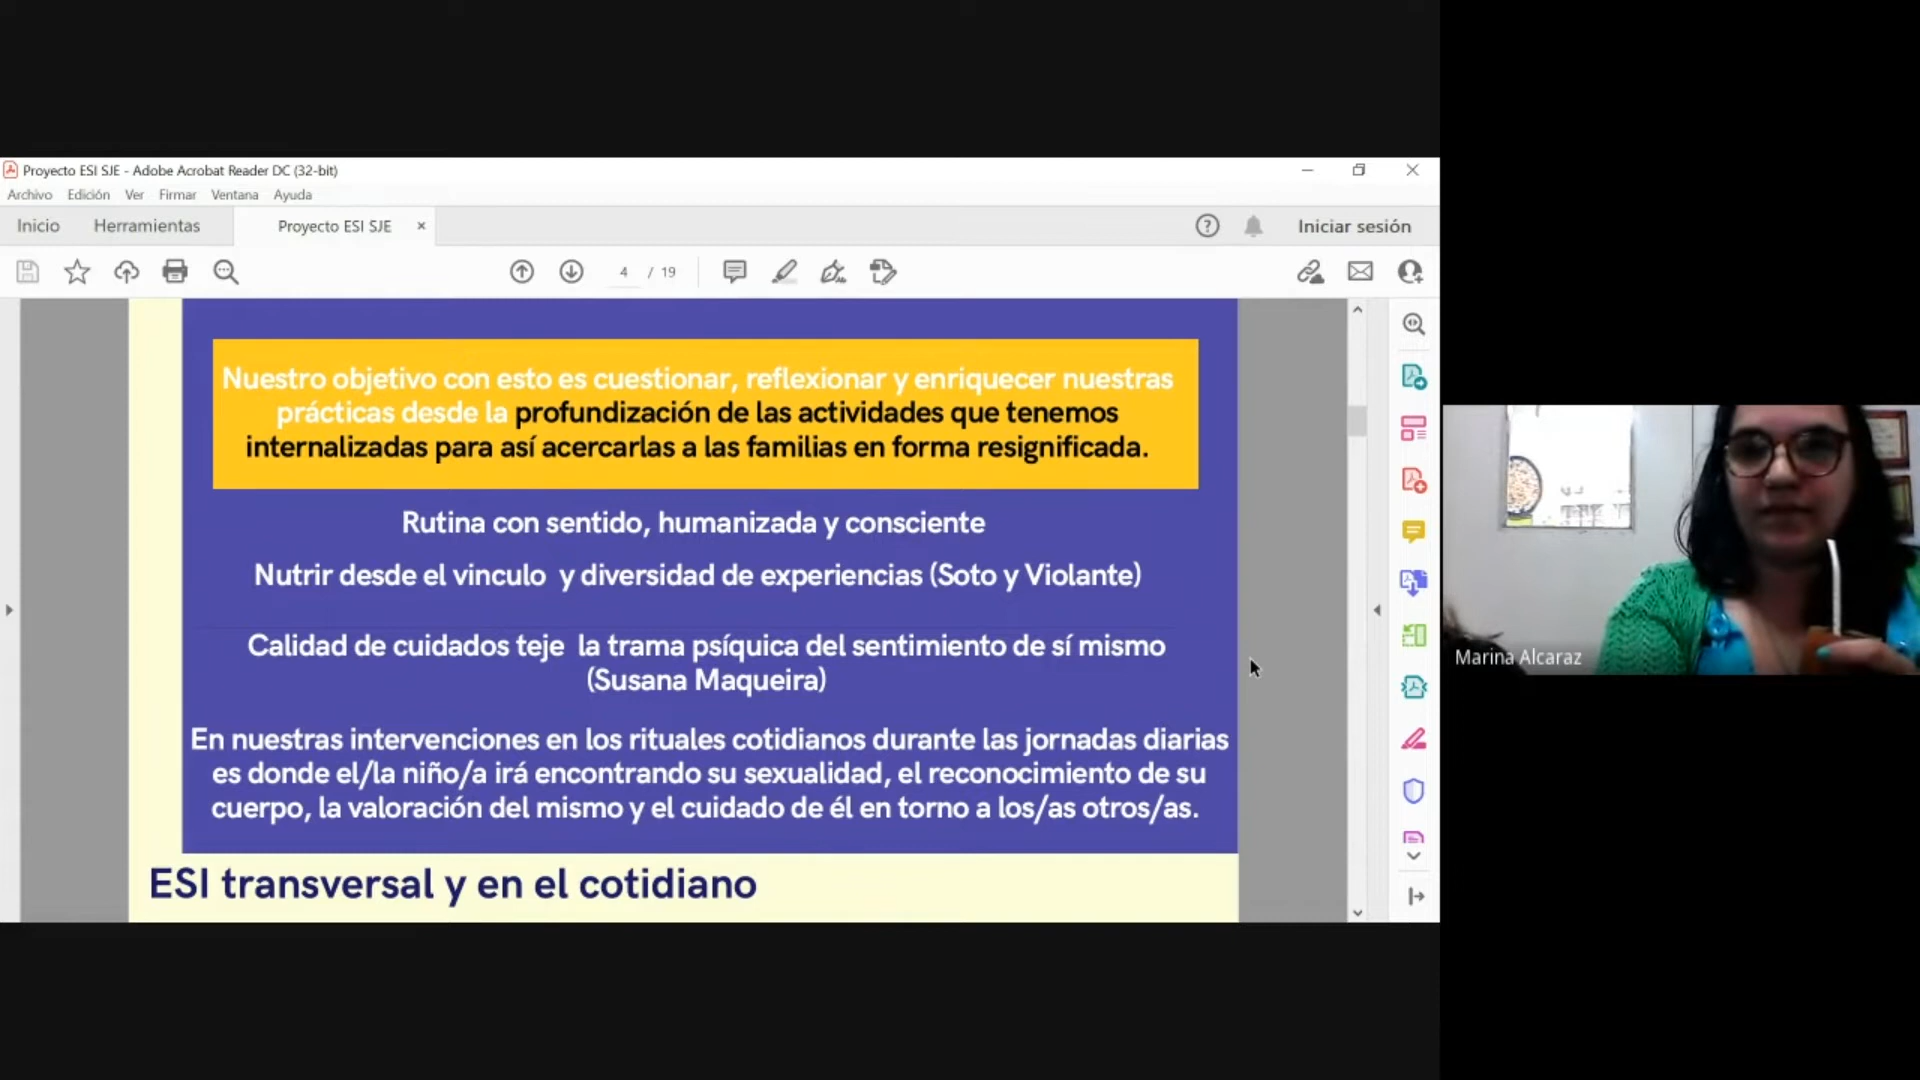 Proyecto ESI SJE - Adobe Acrobat Reader DC (32-bit)
Archivo Edición Ver Firmar Ventana Ayuda
Inicio Herramientas Proyecto ESI SJE × Iniciar sesión
4 / 19
Nuestro objetivo con esto es cuestionar, reflexionar y enriquecer nuestras
prácticas desde la profundización de las actividades que tenemos
internalizadas para así acercarlas a las familias en forma resignificada.
Rutina con sentido, humanizada y consciente
Nutrir desde el vinculo y diversidad de experiencias (Soto y Violante)
Calidad de cuidados teje la trama psíquica del sentimiento de sí mismo
(Susana Maqueira)
En nuestras intervenciones en los rituales cotidianos durante las jornadas diarias
es donde el/la niño/a irá encontrando su sexualidad, el reconocimiento de su
cuerpo, la valoración del mismo y el cuidado de él en torno a los/as otros/as.
ESI transversal y en el cotidiano
Marina Alcaraz